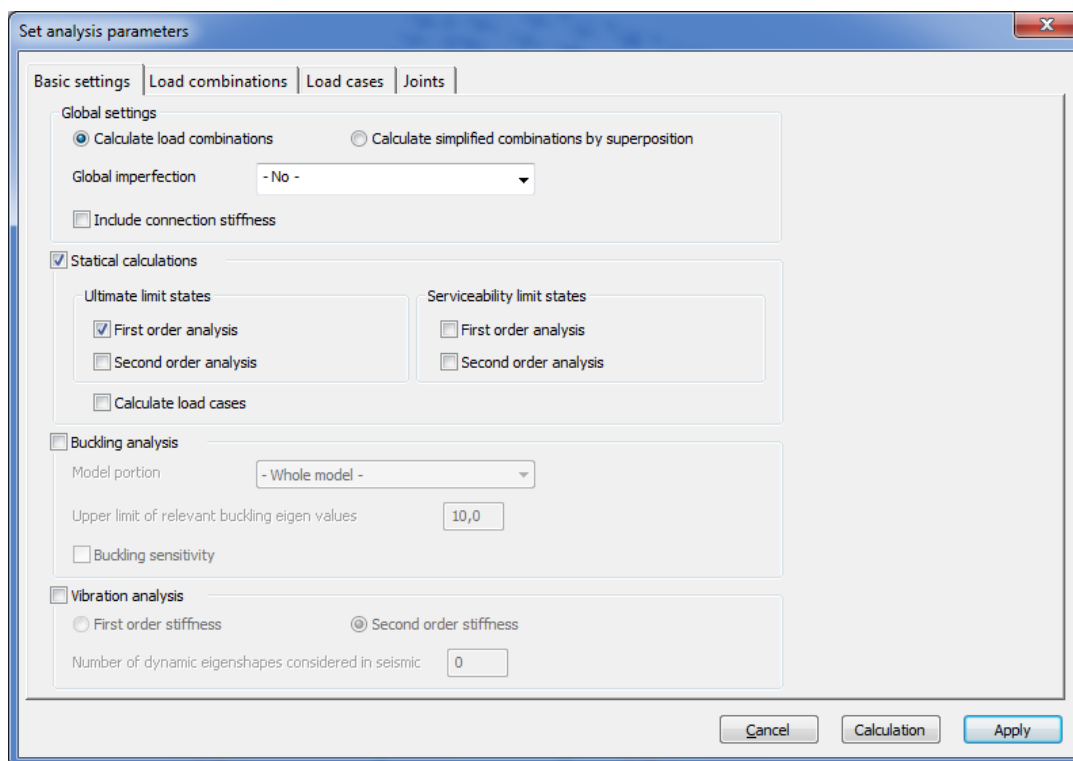 Set analysis parameters
Basic settings Load combinations Load cases Joints
Global settings
Calculate load combinations Calculate simplified combinations by superposition
Global imperfection - No -
Include connection stiffness
Statical calculations
Ultimate limit states Serviceability limit states
First order analysis First order analysis
Second order analysis Second order analysis
Calculate load cases
Buckling analysis
Model portion - Whole model -
Upper limit of relevant buckling eigen values 10,0
Buckling sensitivity
Vibration analysis
First order stiffness Second order stiffness
Number of dynamic eigenshapes considered in seismic 0
Cancel Calculation Apply